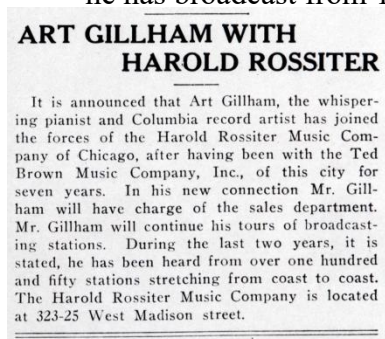 he has broadcast from
ART GILLHAM WITH
HAROLD ROSSITER
It is announced that Art Gillham, the whisper-
ing pianist and Columbia record artist has joined
the forces of the Harold Rossiter Music Com-
pany of Chicago, after having been with the Ted
Brown Music Company, Inc., of this city for
seven years. In his new connection Mr. Gill-
ham will have charge of the sales department.
Mr. Gillham will continue his tours of broadcast-
ing stations. During the last two years, it is
stated, he has been heard from over one hundred
and fifty stations stretching from coast to coast.
The Harold Rossiter Music Company is located
at 323-25 West Madison street.